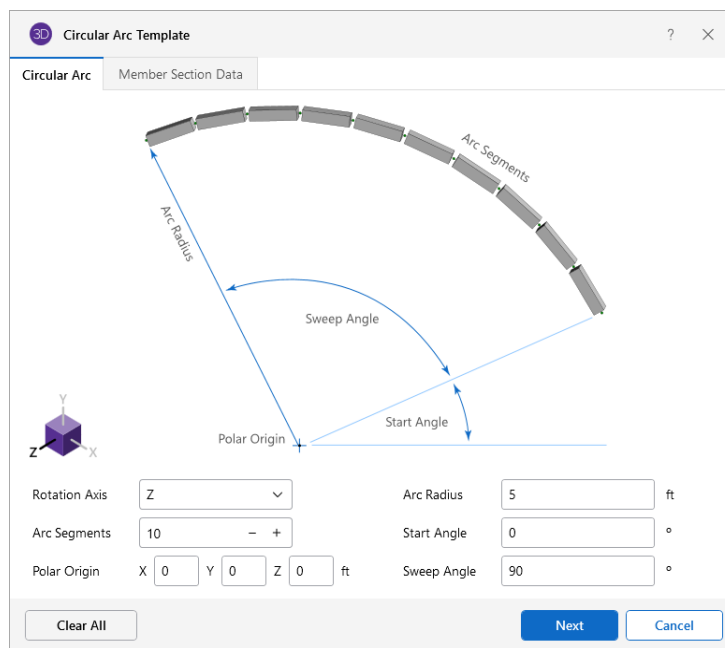 3D Circular Arc Template ?
Circular Arc Member Section Data
Arc Segments
Arc Radius
Sweep Angle
Start Angle
Polar Origin
Y
Z X
Rotation Axis Z Arc Radius 5 ft
Arc Segments 10 − + Start Angle 0 º
Polar Origin X 0 Y 0 Z 0 ft Sweep Angle 90 º
Clear All Next Cancel